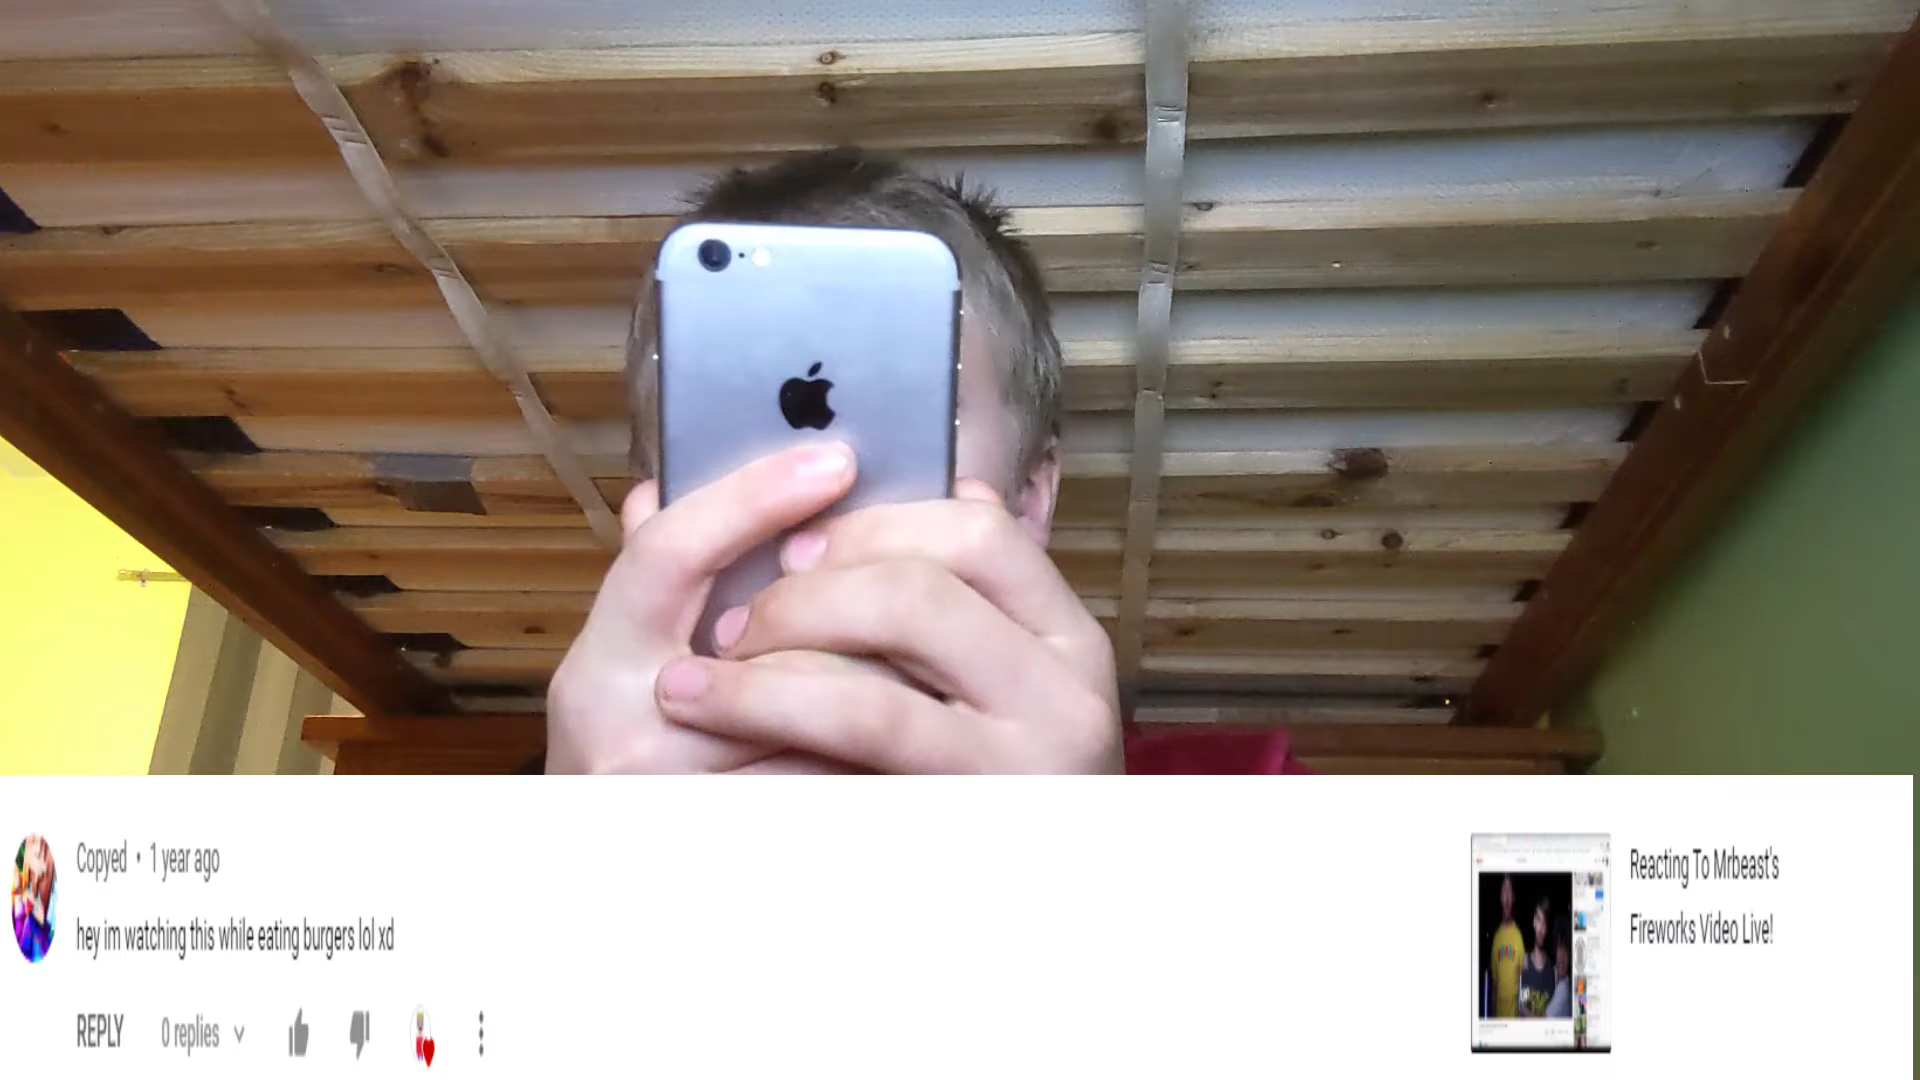 Copyed • 1 year ago
hey im watching this while eating burgers lol xd
REPLY 0 replies
Reacting To Mrbeast's
Fireworks Video Live!